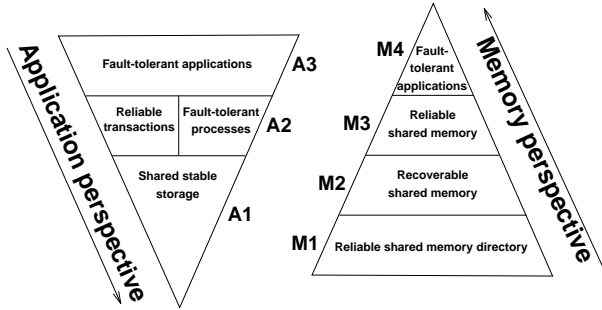 Application perspective
Fault-tolerant applications
A3
Reliable
transactions
Fault-tolerant
processes
A2
Shared stable
storage
A1
M4
Fault-
tolerant
applications
M3
Reliable
shared memory
M2
Recoverable
shared memory
M1
Reliable shared memory directory
Memory perspective